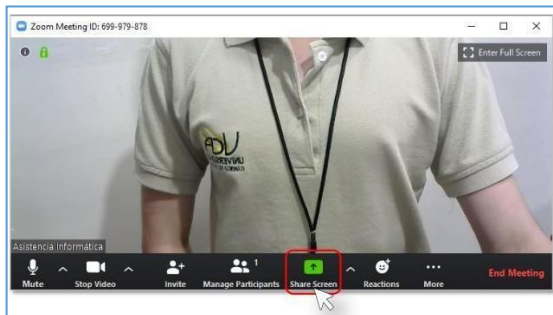 Zoom Meeting ID: 699-979-878
Enter Full Screen
Asistencia Informática
1
Mute Stop Video Invite Manage Participants Share Screen Reactions More End Meeting